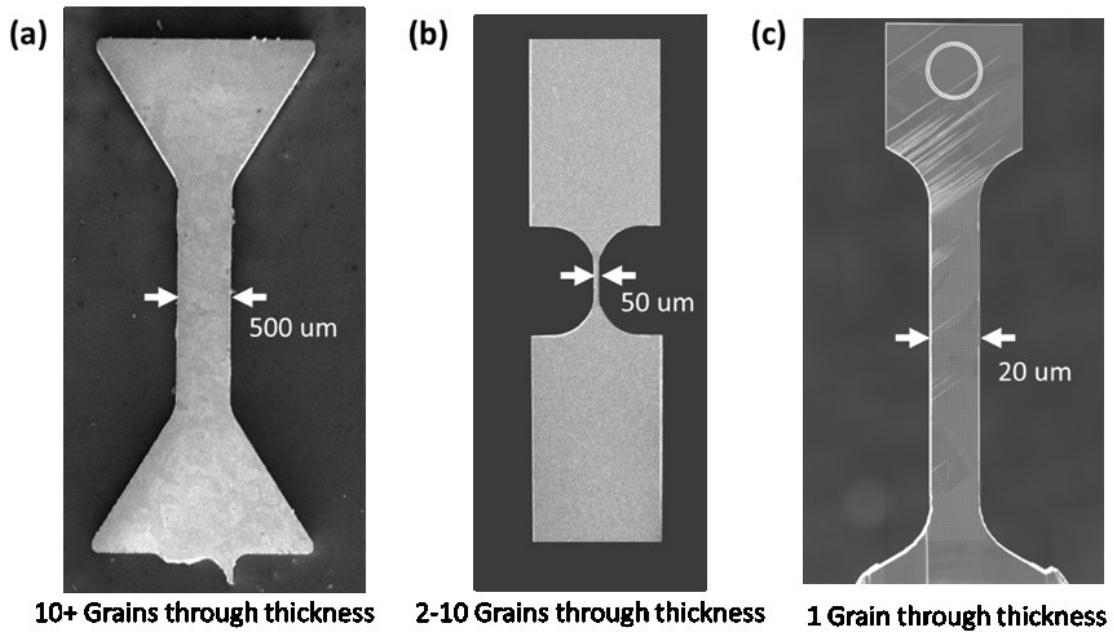 (a)
500 um
10+ Grains through thickness
(b)
50 um
2-10 Grains through thickness
(c)
20 um
1 Grain through thickness